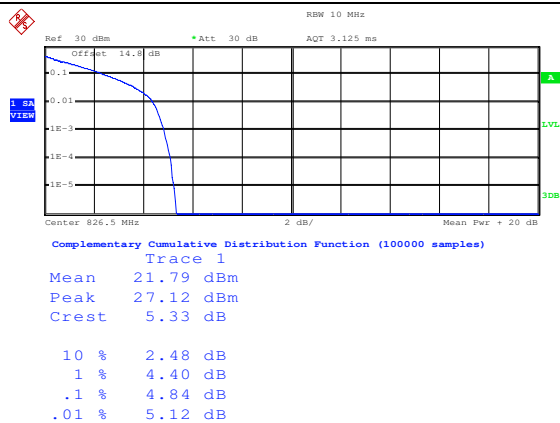 RBW 10 MHz
Ref 30 dBm *Att 30 dB AQT 3.125 ms
Offset 14.8 dB
0.1
A
0.01
1 SA
VIEW
1E-3
LVL
1E-4
1E-5
3DB
Center 826.5 MHz 2 dB/ Mean Pwr + 20 dB
Complementary Cumulative Distribution Function (100000 samples)
Trace 1
Mean 21.79 dBm
Peak 27.12 dBm
Crest 5.33 dB
10 % 2.48 dB
1 % 4.40 dB
.1 % 4.84 dB
.01 % 5.12 dB